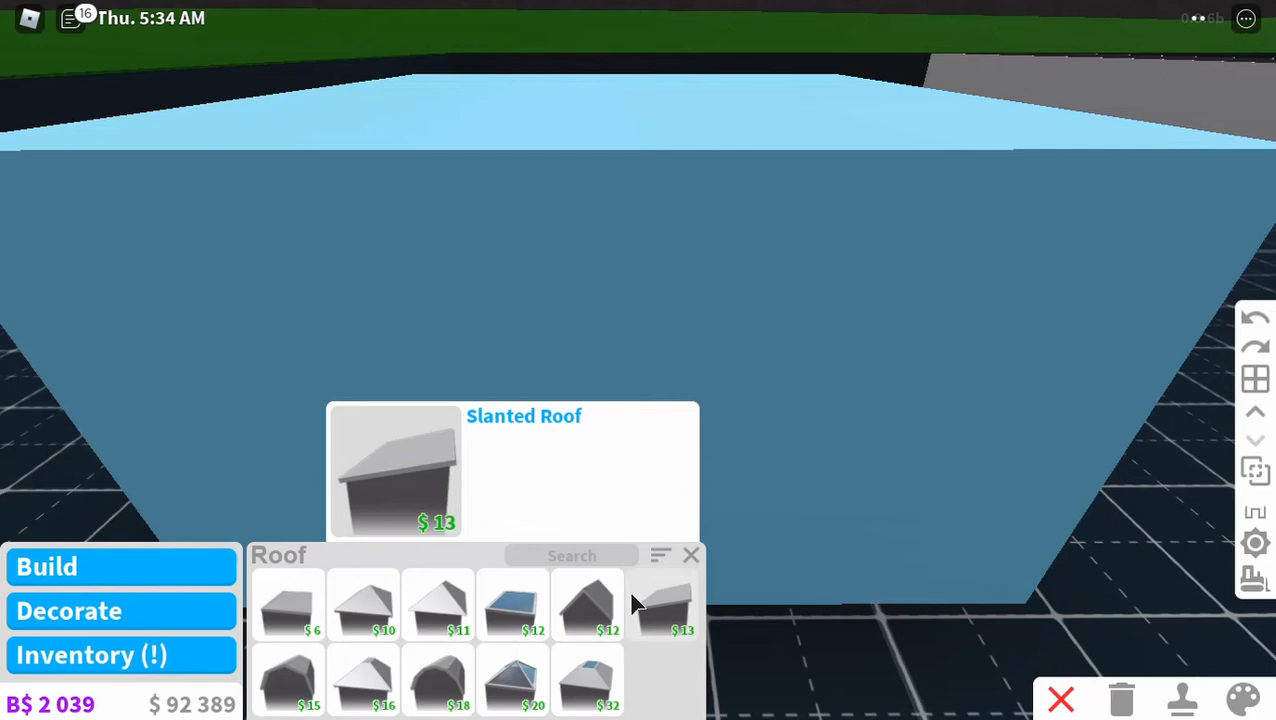 16
Thu. 5:34 AM
Slanted Roof
$ 13
Build
Decorate
Inventory (!)
B$ 2 039
$ 92 389
Roof
Search
$ 6
$ 10
$ 11
$ 12
$ 12
$ 13
$ 15
$ 16
$ 18
$ 20
$ 32